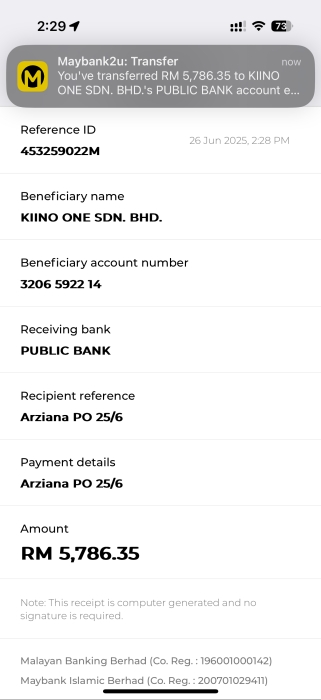 2:29
73
Maybank2u: Transfer
now
You've transferred RM 5,786.35 to KIINO
ONE SDN. BHD.'s PUBLIC BANK account e...
Reference ID
453259022M
26 Jun 2025, 2:28 PM
Beneficiary name
KIINO ONE SDN. BHD.
Beneficiary account number
3206 5922 14
Receiving bank
PUBLIC BANK
Recipient reference
Arziana PO 25/6
Payment details
Arziana PO 25/6
Amount
RM 5,786.35
Note: This receipt is computer generated and no
signature is required.
Malayan Banking Berhad (Co. Reg. : 196001000142)
Maybank Islamic Berhad (Co. Reg. : 200701029411)